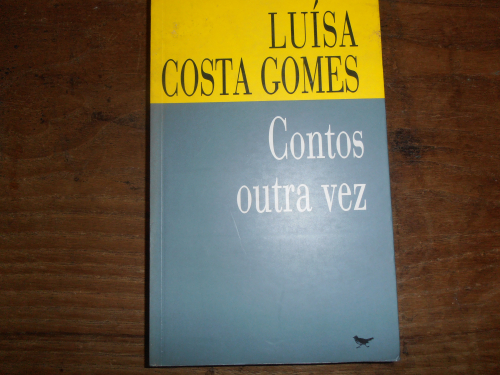 LUÍSA
COSTA GOMES
Contos
outra vez